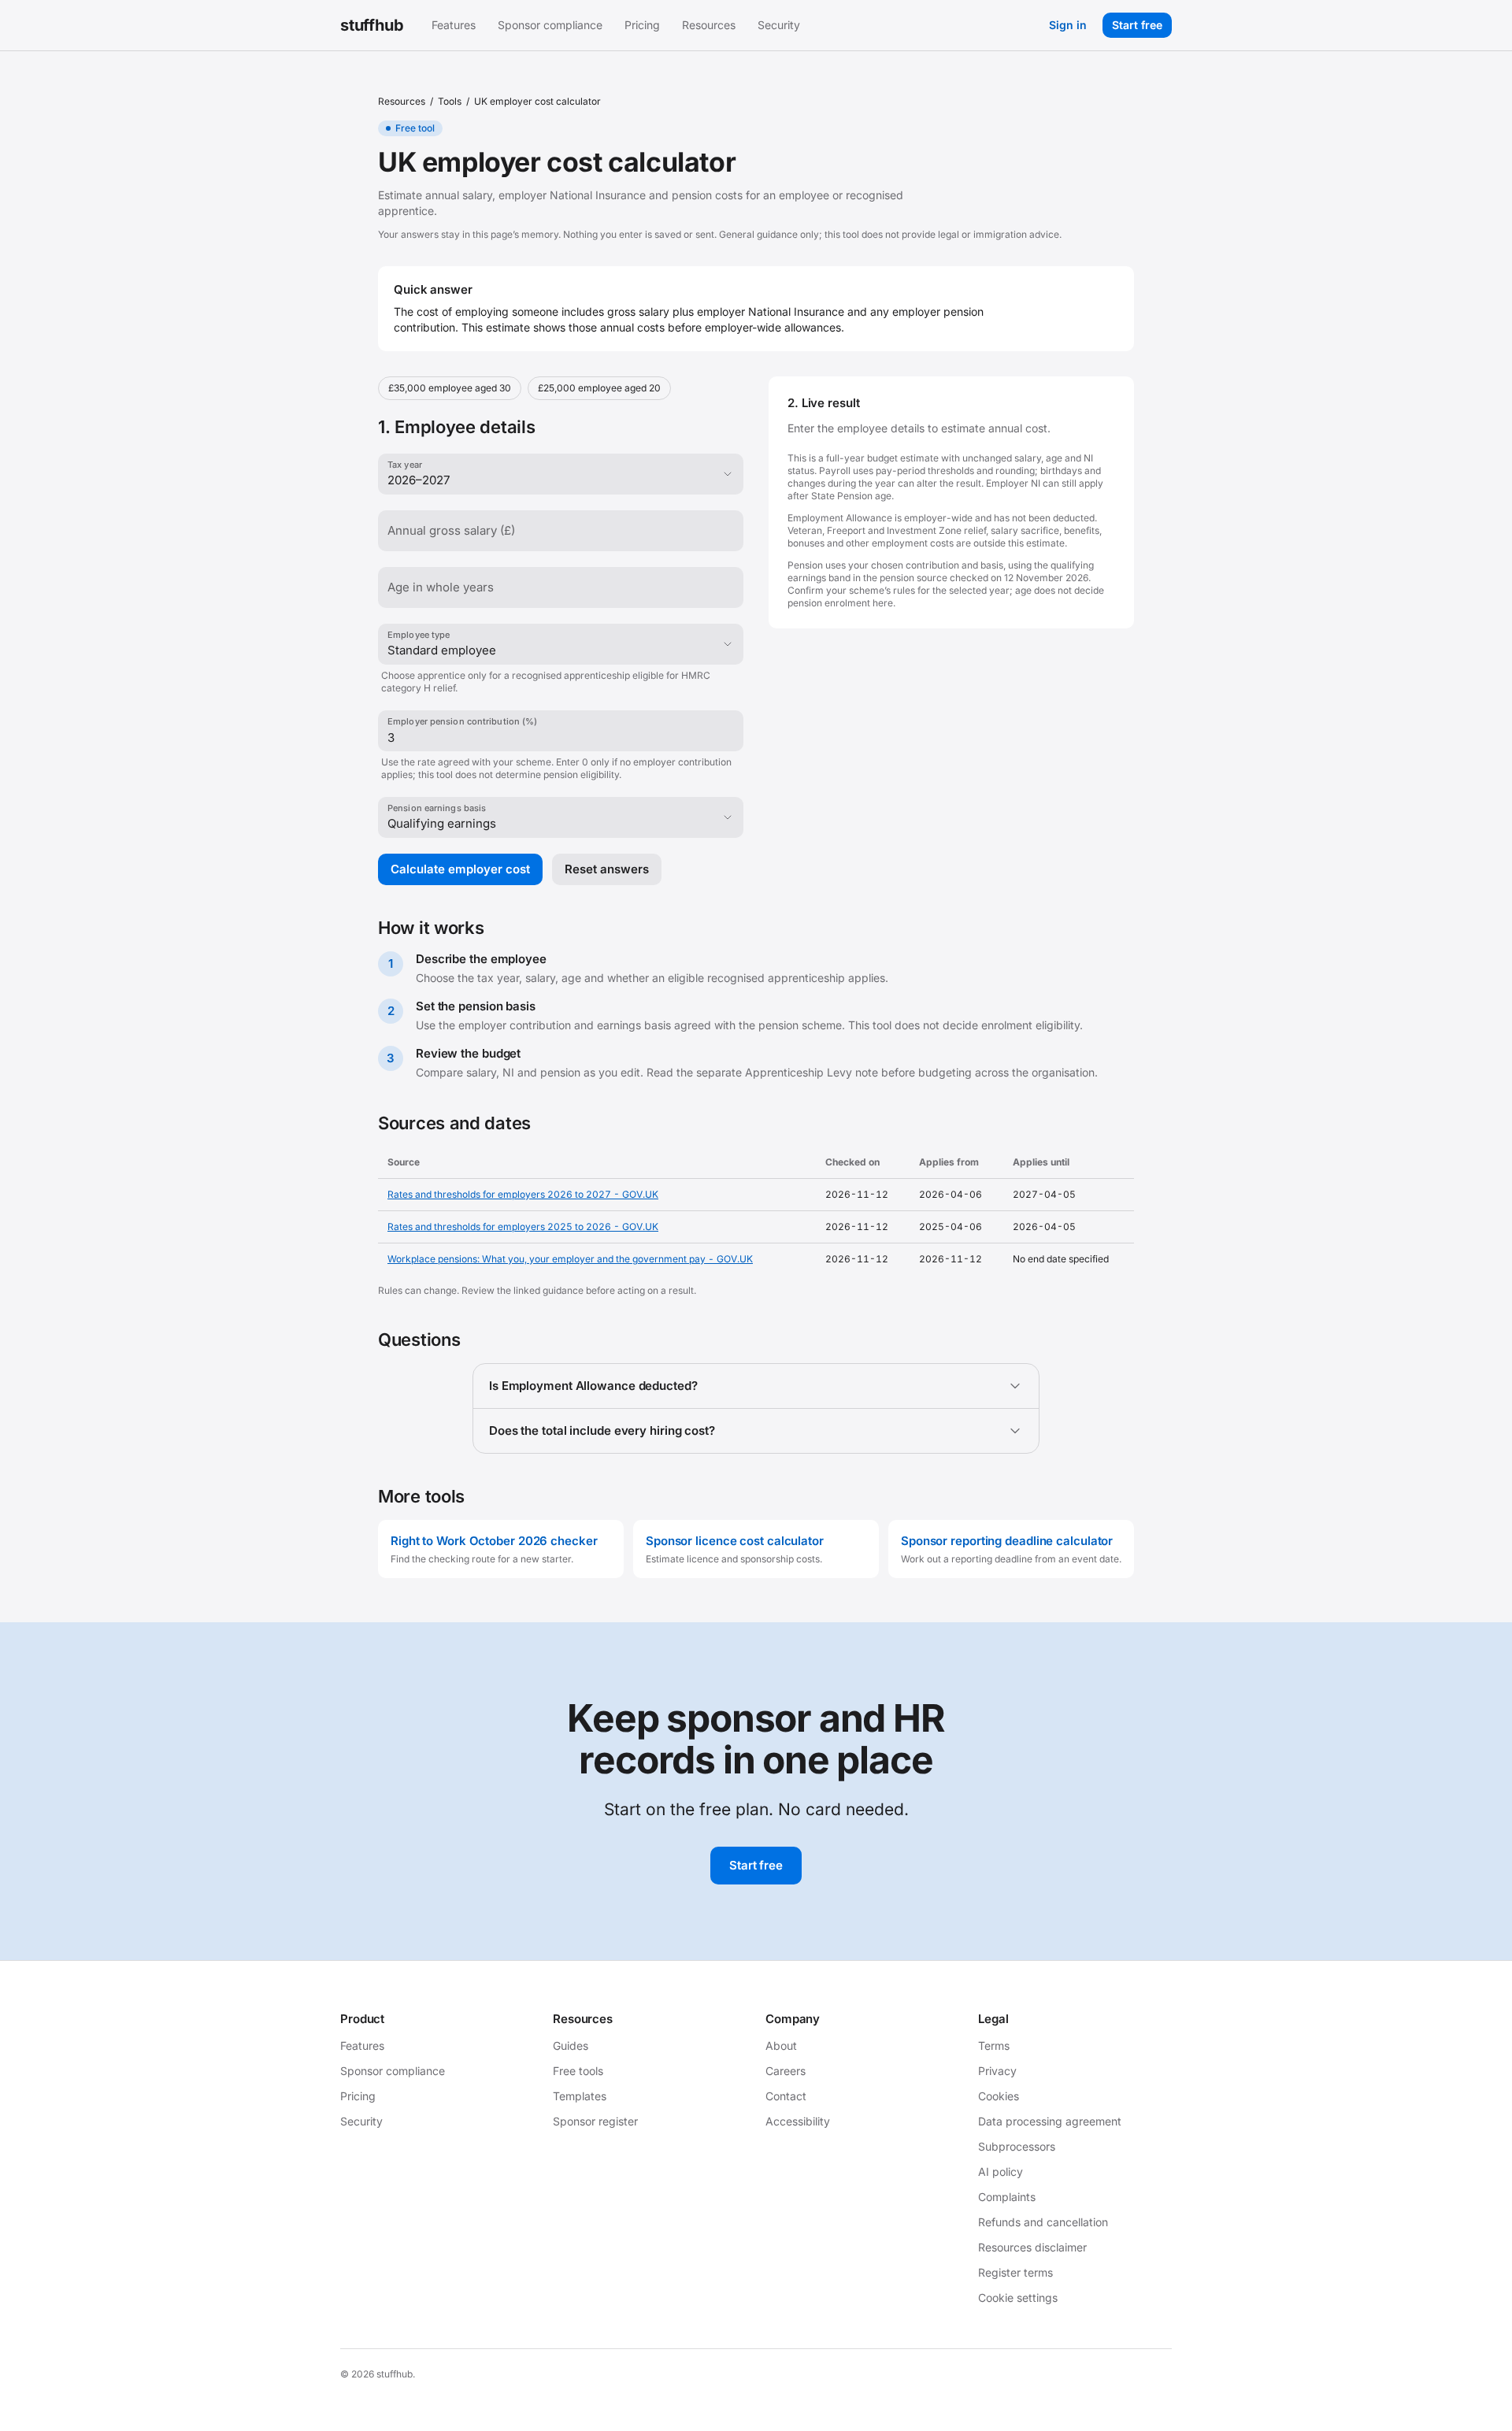 stuffhub
Features
Sponsor compliance
Pricing
Resources
Security
Sign in
Start free
Resources / Tools / UK employer cost calculator
Free tool
UK employer cost calculator
Estimate annual salary, employer National Insurance and pension costs for an employee or recognised
apprentice.
Your answers stay in this page’s memory. Nothing you enter is saved or sent. General guidance only; this tool does not provide legal or immigration advice.
Quick answer
The cost of employing someone includes gross salary plus employer National Insurance and any employer pension
contribution. This estimate shows those annual costs before employer-wide allowances.
£35,000 employee aged 30
£25,000 employee aged 20
1. Employee details
Tax year
2026–2027
Annual gross salary (£)
Age in whole years
Employee type
Standard employee
Choose apprentice only for a recognised apprenticeship eligible for HMRC
category H relief.
Employer pension contribution (%)
3
Use the rate agreed with your scheme. Enter 0 only if no employer contribution
applies; this tool does not determine pension eligibility.
Pension earnings basis
Qualifying earnings
Calculate employer cost
Reset answers
2. Live result
Enter the employee details to estimate annual cost.
This is a full-year budget estimate with unchanged salary, age and NI
status. Payroll uses pay-period thresholds and rounding; birthdays and
changes during the year can alter the result. Employer NI can still apply
after State Pension age.
Employment Allowance is employer-wide and has not been deducted.
Veteran, Freeport and Investment Zone relief, salary sacrifice, benefits,
bonuses and other employment costs are outside this estimate.
Pension uses your chosen contribution and basis, using the qualifying
earnings band in the pension source checked on 12 November 2026.
Confirm your scheme’s rules for the selected year; age does not decide
pension enrolment here.
How it works
1
Describe the employee
Choose the tax year, salary, age and whether an eligible recognised apprenticeship applies.
2
Set the pension basis
Use the employer contribution and earnings basis agreed with the pension scheme. This tool does not decide enrolment eligibility.
3
Review the budget
Compare salary, NI and pension as you edit. Read the separate Apprenticeship Levy note before budgeting across the organisation.
Sources and dates
Source Checked on Applies from Applies until
Rates and thresholds for employers 2026 to 2027 - GOV.UK 2026-11-12 2026-04-06 2027-04-05
Rates and thresholds for employers 2025 to 2026 - GOV.UK 2026-11-12 2025-04-06 2026-04-05
Workplace pensions: What you, your employer and the government pay - GOV.UK 2026-11-12 2026-11-12 No end date specified
Rules can change. Review the linked guidance before acting on a result.
Questions
Is Employment Allowance deducted?
Does the total include every hiring cost?
More tools
Right to Work October 2026 checker
Find the checking route for a new starter.
Sponsor licence cost calculator
Estimate licence and sponsorship costs.
Sponsor reporting deadline calculator
Work out a reporting deadline from an event date.
Keep sponsor and HR
records in one place
Start on the free plan. No card needed.
Start free
Product
Features
Sponsor compliance
Pricing
Security
Resources
Guides
Free tools
Templates
Sponsor register
Company
About
Careers
Contact
Accessibility
Legal
Terms
Privacy
Cookies
Data processing agreement
Subprocessors
AI policy
Complaints
Refunds and cancellation
Resources disclaimer
Register terms
Cookie settings
© 2026 stuffhub.